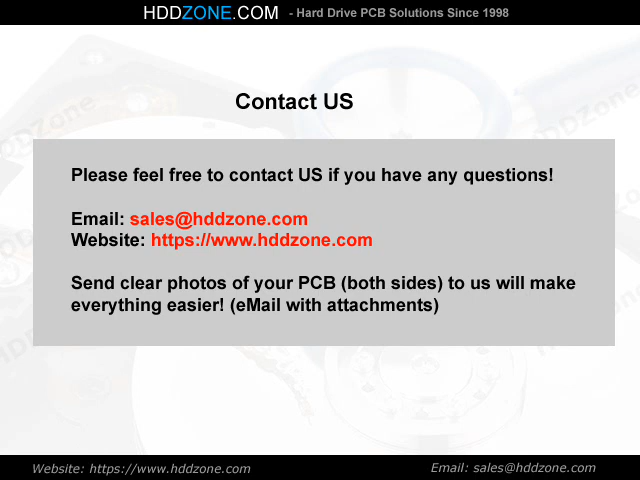 HDDZONE.COM - Hard Drive PCB Solutions Since 1998
Contact US
Please feel free to contact US if you have any questions!
Email: sales@hddzone.com
Website: https://www.hddzone.com
Send clear photos of your PCB (both sides) to us will make
everything easier! (eMail with attachments)
Website: https://www.hddzone.com Email: sales@hddzone.com
HDDZone
HDDZone